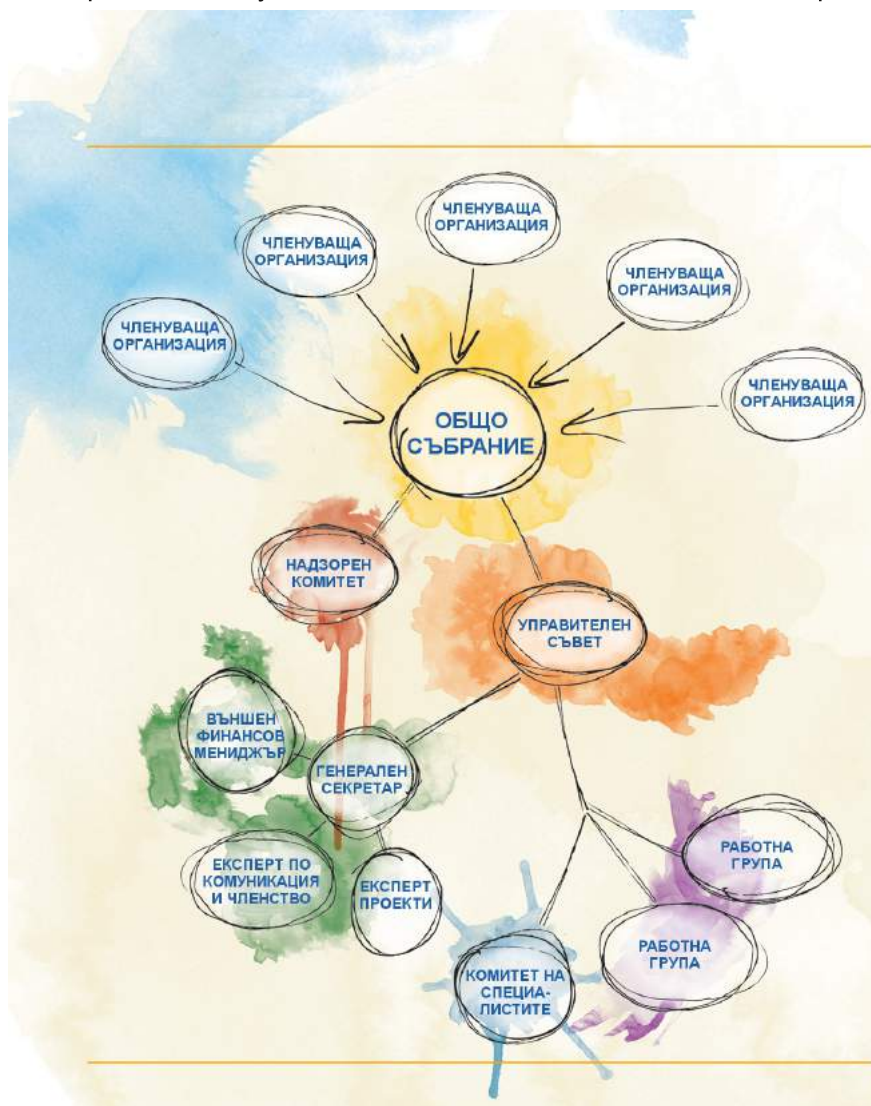 ЧЛЕНУВАЩА
ОРГАНИЗАЦИЯ
ЧЛЕНУВАЩА
ОРГАНИЗАЦИЯ
ЧЛЕНУВАЩА
ОРГАНИЗАЦИЯ
ЧЛЕНУВАЩА
ОРГАНИЗАЦИЯ
ЧЛЕНУВАЩА
ОРГАНИЗАЦИЯ
ОБЩО
СЪБРАНИЕ
НАДЗОРЕН
КОМИТЕТ
УПРАВИТЕЛЕН
СЪВЕТ
ВЪНШЕН
ФИНАНСОВ
МЕНИДЖЪР
ГЕНЕРАЛЕН
СЕКРЕТАР
ЕКСПЕРТ ПО
КОМУНИКАЦИЯ
И ЧЛЕНСТВО
ЕКСПЕРТ
ПРОЕКТИ
РАБОТНА
ГРУПА
РАБОТНА
ГРУПА
КОМИТЕТ НА
СПЕЦИА-
ЛИСТИТЕ